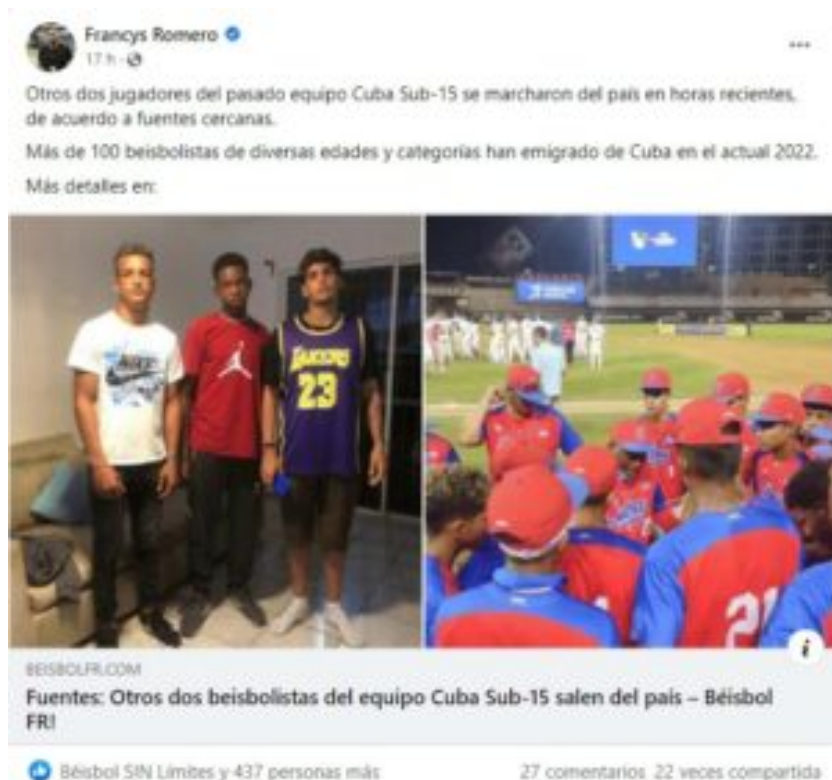 Francys Romero
17 h
Otros dos jugadores del pasado equipo Cuba Sub-15 se marcharon del país en horas recientes,
de acuerdo a fuentes cercanas.
Más de 100 beisbolistas de diversas edades y categorías han emigrado de Cuba en el actual 2022.
Más detalles en:
LAKERS
23
21
BEISBOLFR.COM
Fuentes: Otros dos beisbolistas del equipo Cuba Sub-15 salen del país – Béisbol
FR!
Béisbol SIN Límites y 437 personas más
27 comentarios 22 veces compartida